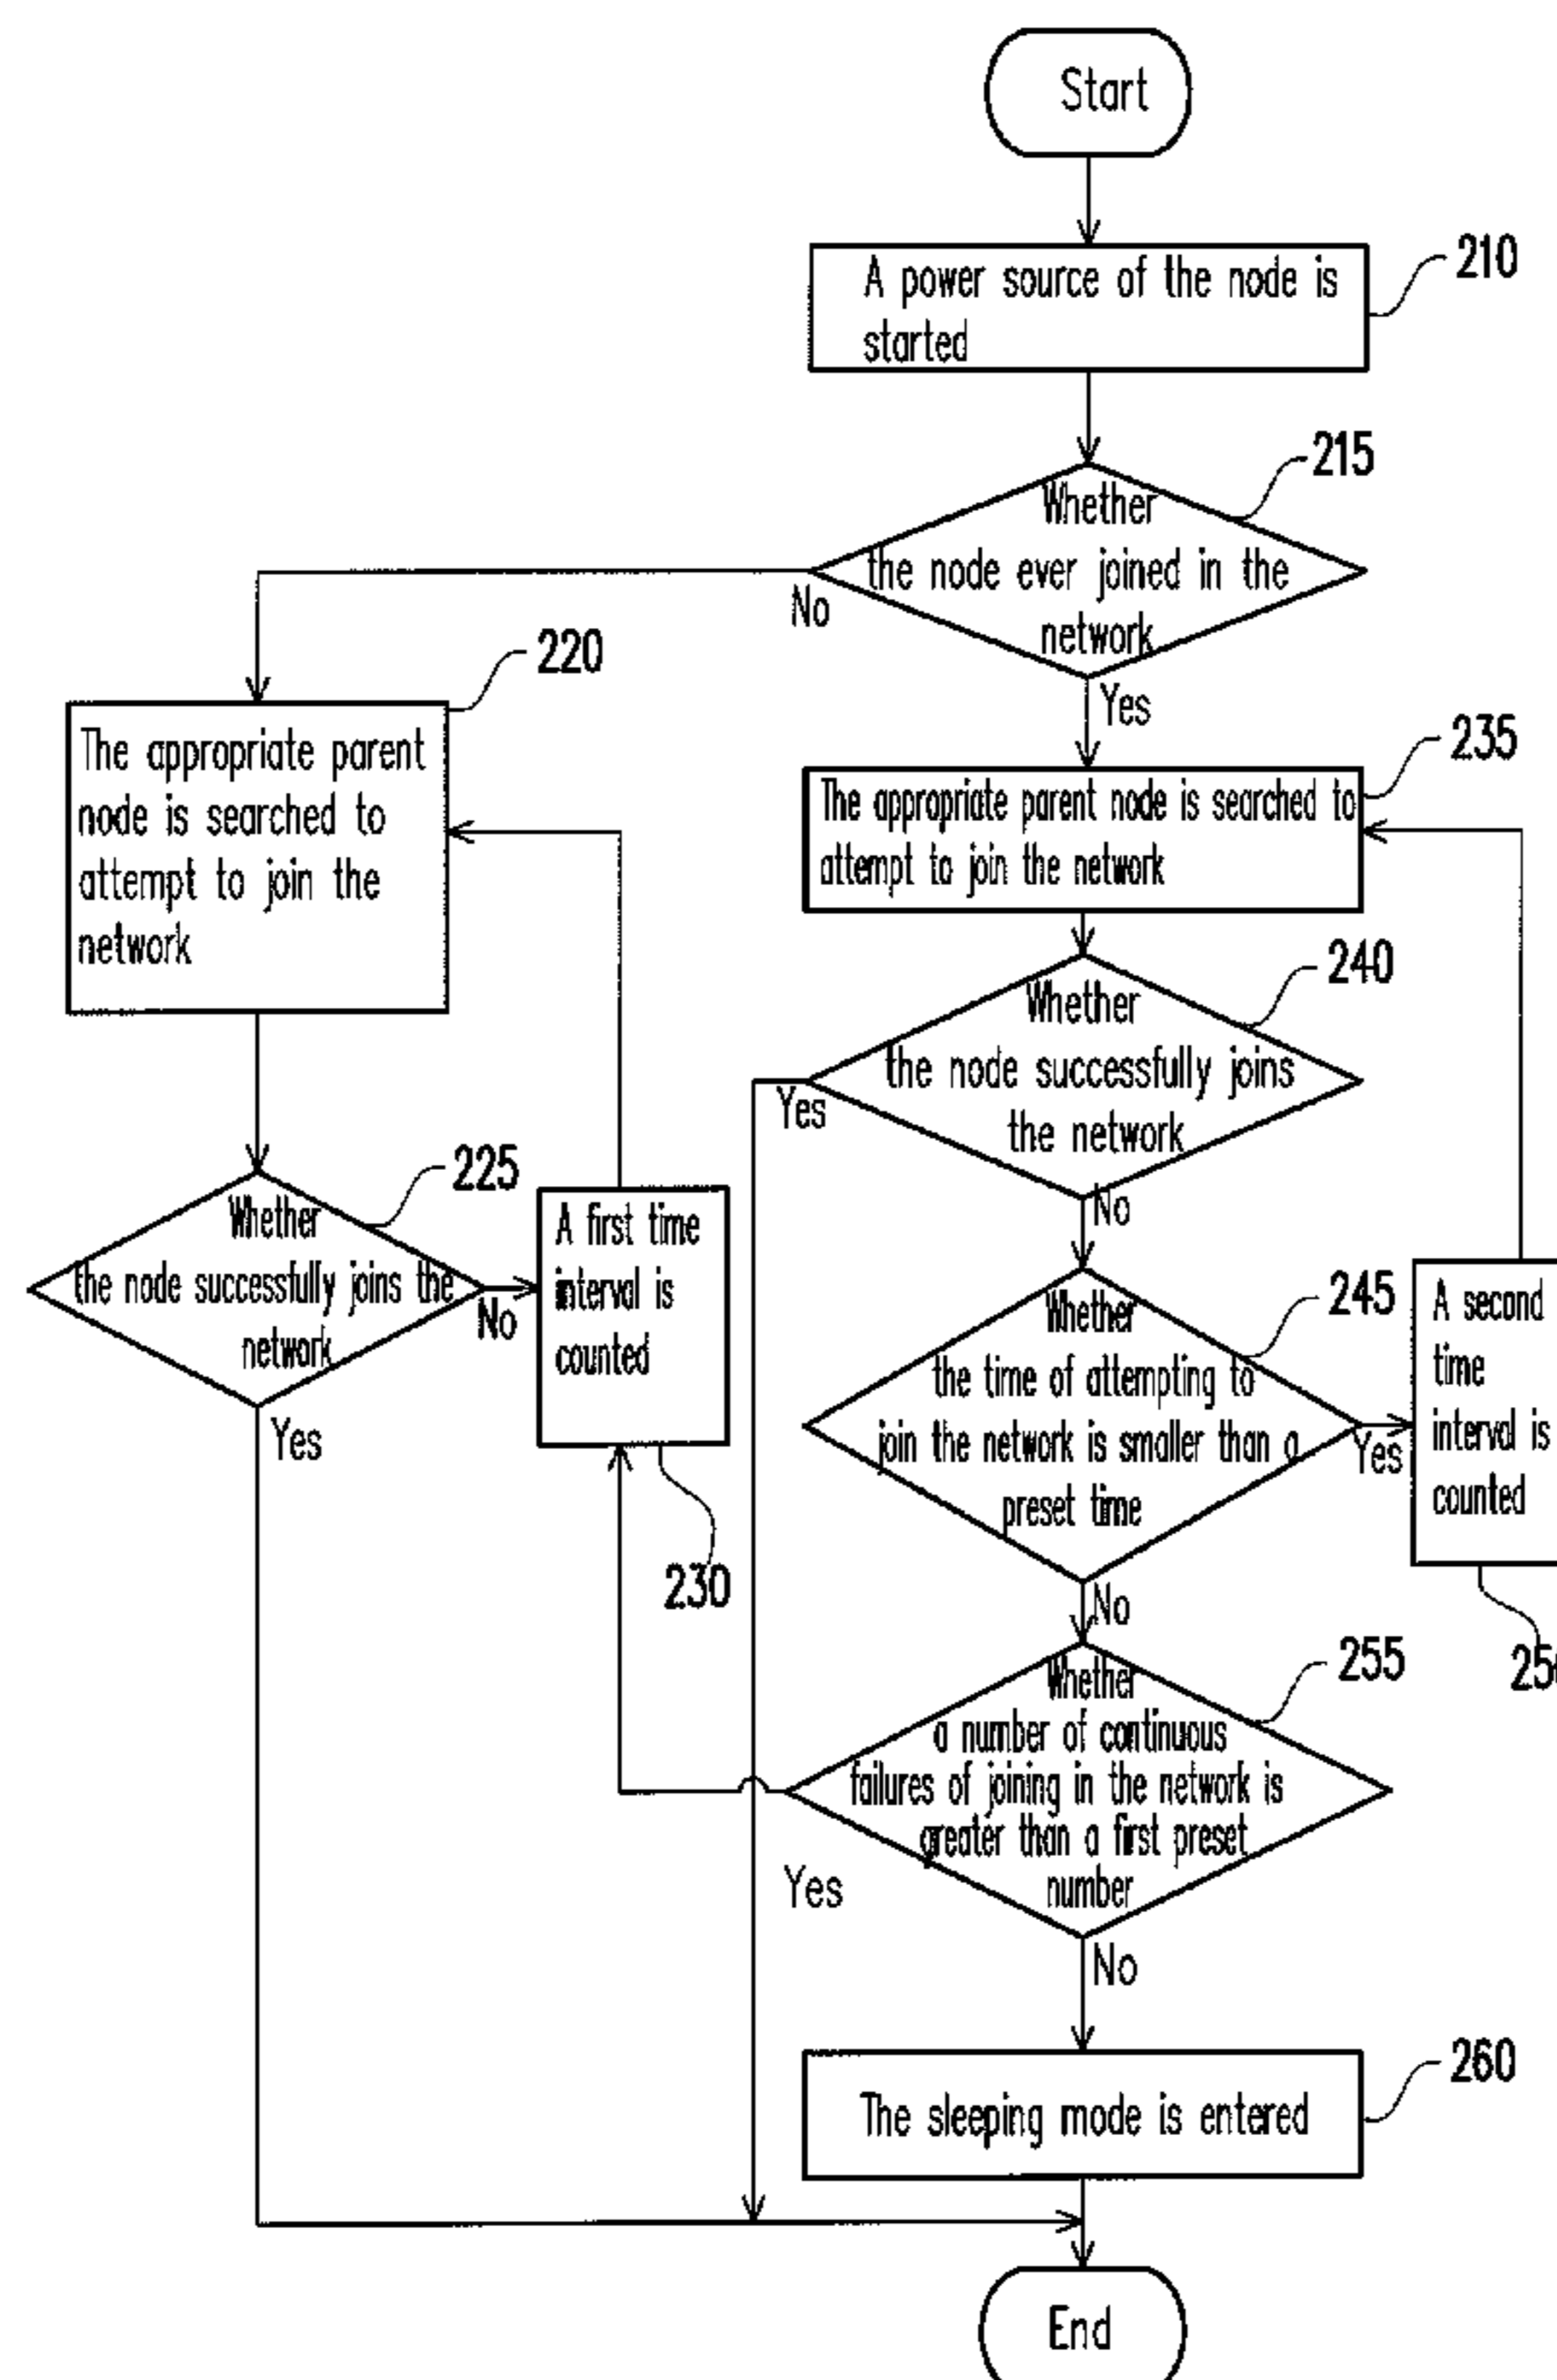 Start
A power source of the node is
started
210
Whether
the node ever joined in the
network
215
No
Yes
220
The appropriate parent
node is searched to
attempt to join the
network
235
The appropriate parent node is searched to
attempt to join the network
240
Whether
the node successfully joins
the network
Yes
No
225
Whether
the node successfully joins the
network
No
Yes
A first time
interval is
counted
230
245
Whether
the time of attempting to
join the network is smaller than a
preset time
Yes
No
A second
time
interval is
counted
255
Whether
a number of continuous
failures of joining in the network is
greater than a first preset
number
Yes
No
260
The sleeping mode is entered
End